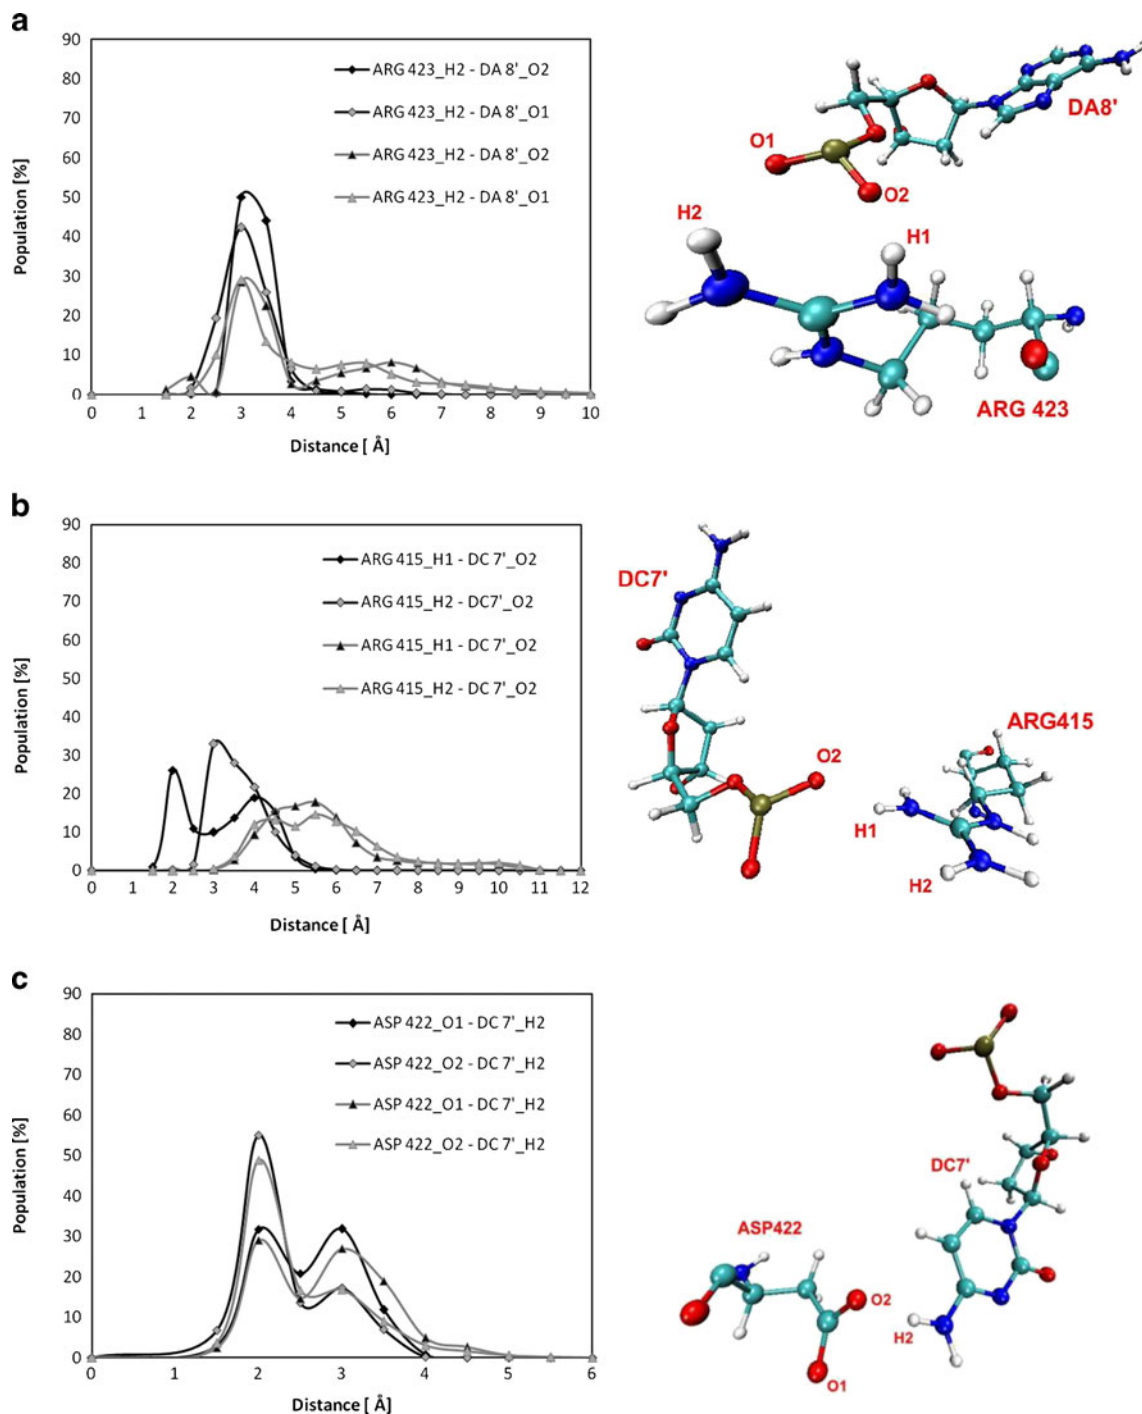 a
90
80
70
60
50
40
30
20
10
0
Population [%]
0 1 2 3 4 5 6 7 8 9 10
Distance [ Å]
ARG 423_H2 - DA 8'_O2
ARG 423_H2 - DA 8'_O1
ARG 423_H2 - DA 8'_O2
ARG 423_H2 - DA 8'_O1
DA8'
O1
O2
H2
H1
ARG 423
b
90
80
70
60
50
40
30
20
10
0
Population [%]
0 1 2 3 4 5 6 7 8 9 10 11 12
Distance [ Å]
ARG 415_H1 - DC 7'_O2
ARG 415_H2 - DC7'_O2
ARG 415_H1 - DC 7'_O2
ARG 415_H2 - DC 7'_O2
DC7'
O2
ARG415
H1
H2
c
90
80
70
60
50
40
30
20
10
0
Population [%]
0 1 2 3 4 5 6
Distance [ Å]
ASP 422_O1 - DC 7'_H2
ASP 422_O2 - DC 7'_H2
ASP 422_O1 - DC 7'_H2
ASP 422_O2 - DC 7'_H2
DC7'
ASP422
O2
H2
O1